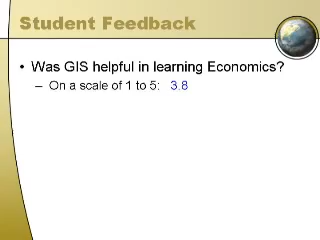 Student Feedback
• Was GIS helpful in learning Economics?
– On a scale of 1 to 5: 3.8